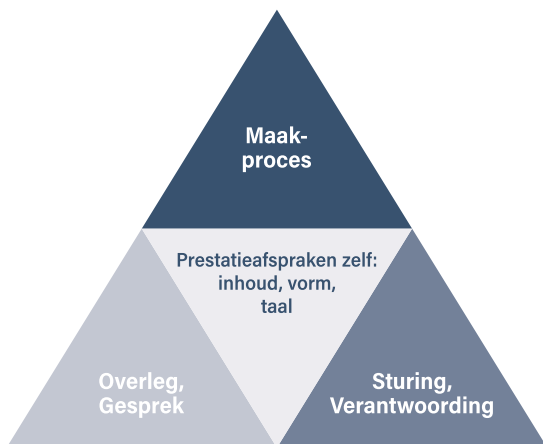 Maak-
proces
Prestatieafspraken zelf:
inhoud, vorm,
taal
Overleg,
Gesprek
Sturing,
Verantwoording